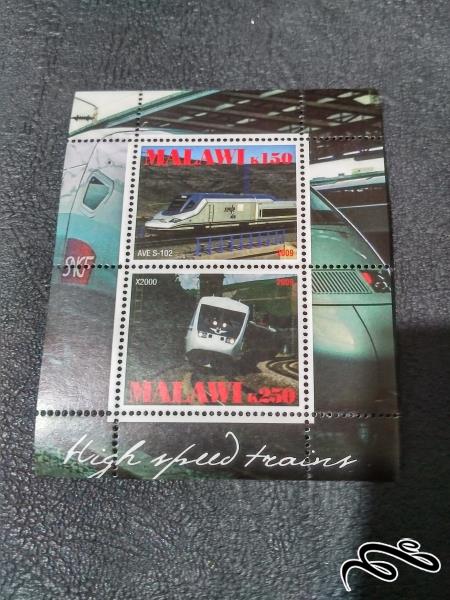 MALAWI K150
AVE S-102 2009
X2000 2009
MALAWI K250
High speed trains